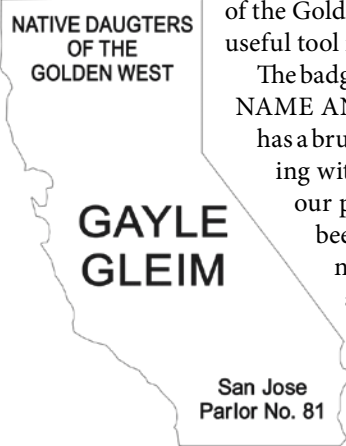 NATIVE DAUGTERS
OF THE
GOLDEN WEST
GAYLE
GLEIM
San Jose
Parlor No. 81
of the Gold
useful tool
The badg
NAME AN
has a bru
ing wit
our p
bee